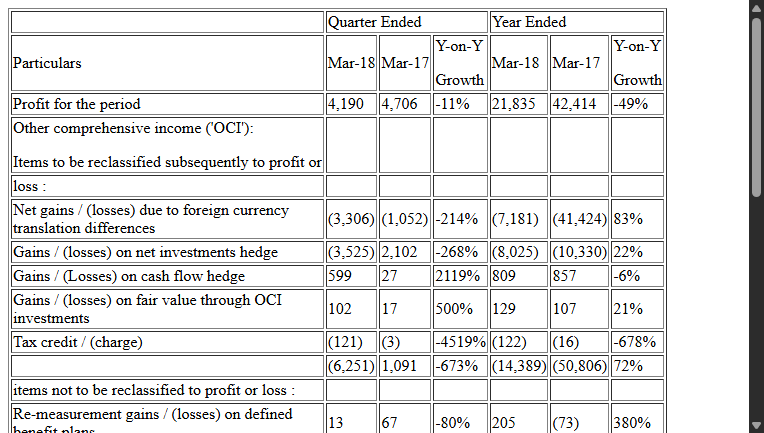 Quarter Ended Year Ended
Particulars Mar-18 Mar-17 Y-on-Y Growth Mar-18 Mar-17 Y-on-Y Growth
Profit for the period 4,190 4,706 -11% 21,835 42,414 -49%
Other comprehensive income ('OCI'):
Items to be reclassified subsequently to profit or
loss :
Net gains / (losses) due to foreign currency
translation differences (3,306) (1,052) -214% (7,181) (41,424) 83%
Gains / (losses) on net investments hedge (3,525) 2,102 -268% (8,025) (10,330) 22%
Gains / (Losses) on cash flow hedge 599 27 2119% 809 857 -6%
Gains / (losses) on fair value through OCI
investments 102 17 500% 129 107 21%
Tax credit / (charge) (121) (3) -4519% (122) (16) -678%
(6,251) 1,091 -673% (14,389) (50,806) 72%
items not to be reclassified to profit or loss :
Re-measurement gains / (losses) on defined
benefit plans 13 67 -80% 205 (73) 380%